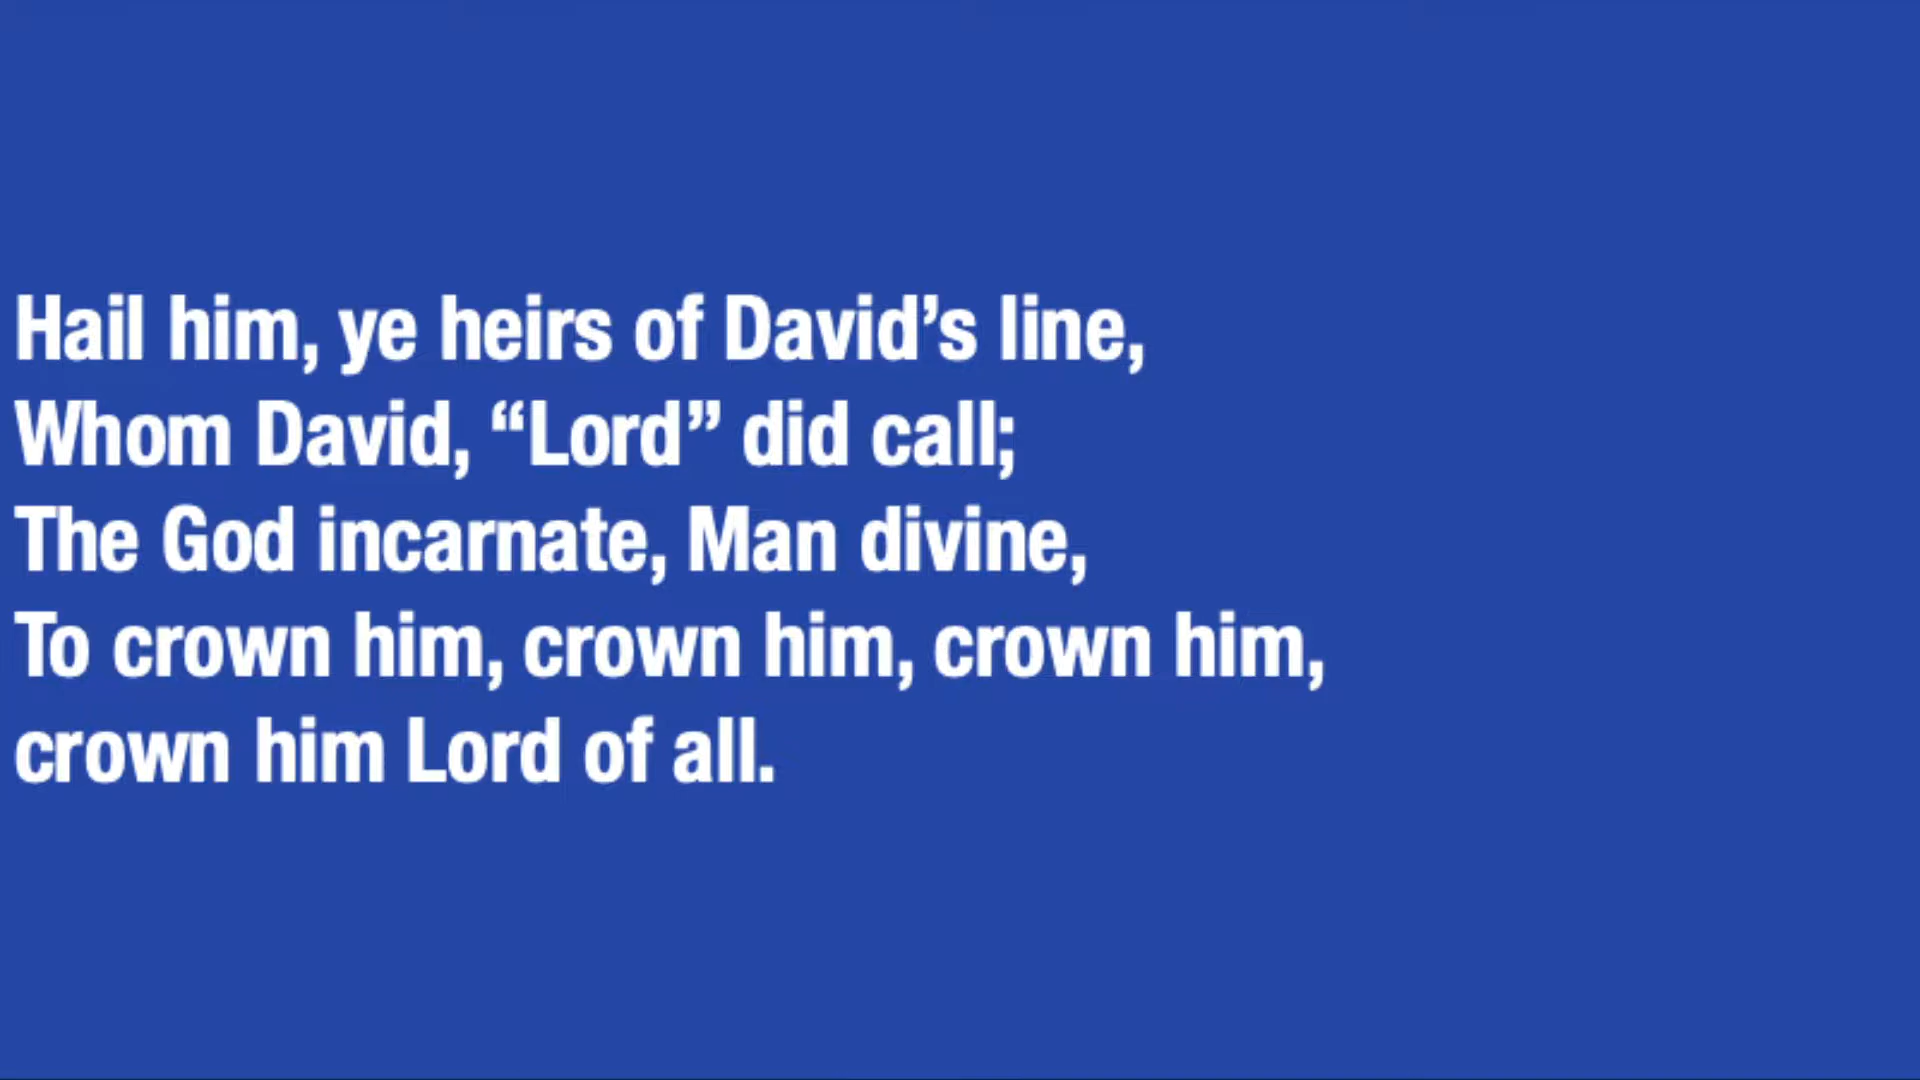 Hail him, ye heirs of David’s line,
Whom David, “Lord” did call;
The God incarnate, Man divine,
To crown him, crown him, crown him,
crown him Lord of all.